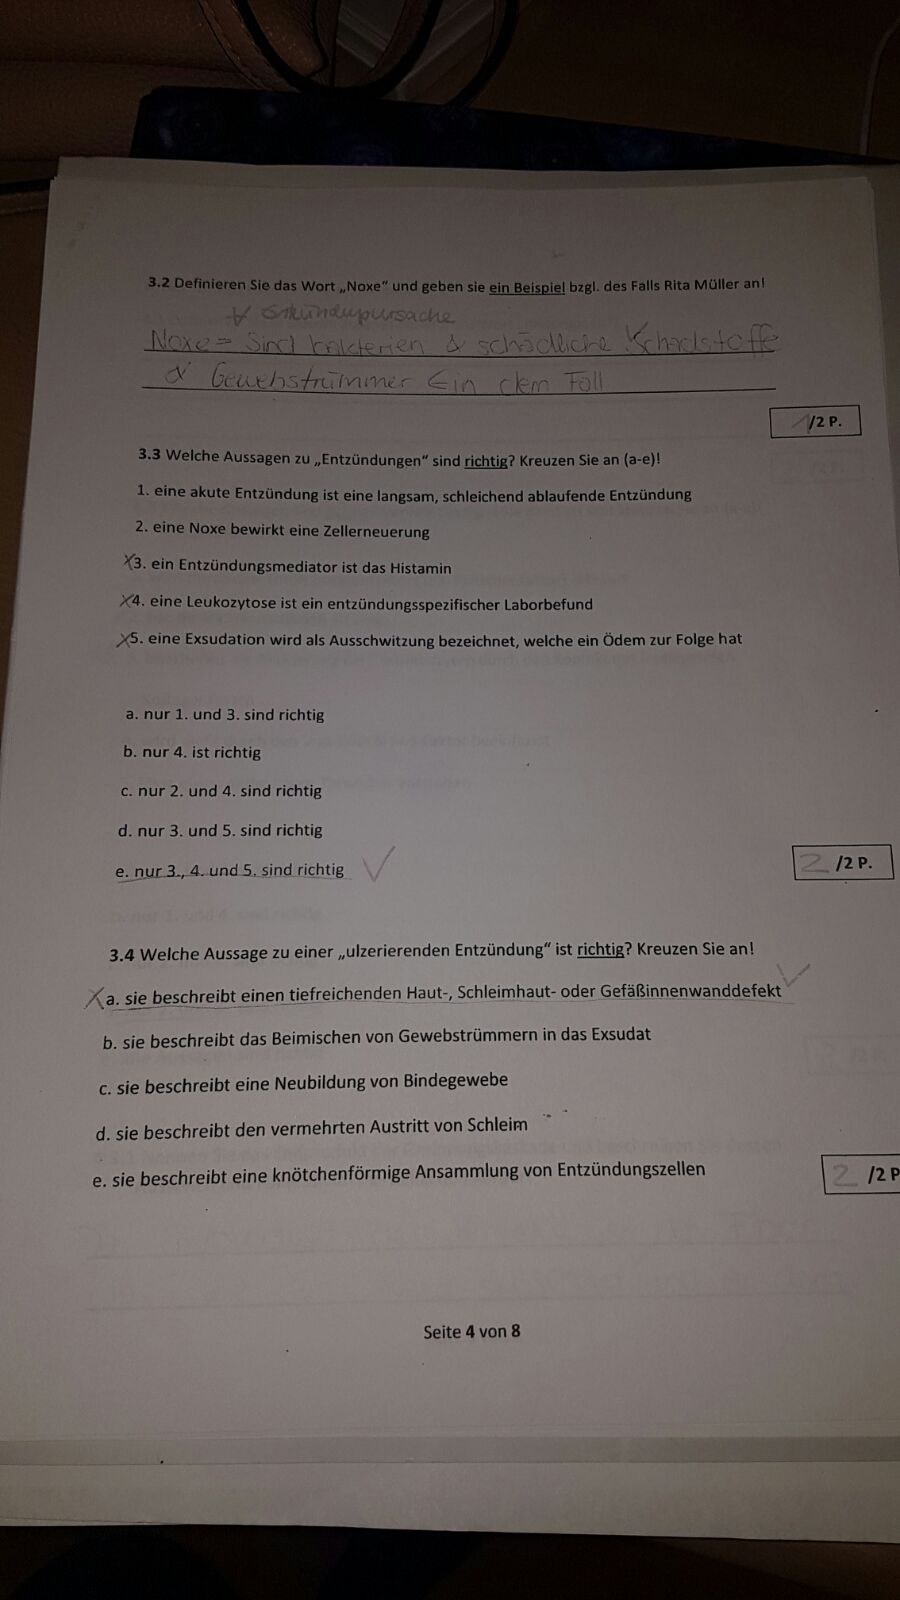 3.2 Definieren Sie das Wort „Noxe“ und geben sie ein Beispiel bzgl. des Falls Rita Müller an!
Noxe = Sind bakterien & schädliche Schadstoffe
& Gewebstrümmer in dem Fall
1/2 P.
3.3 Welche Aussagen zu „Entzündungen“ sind richtig? Kreuzen Sie an (a-e)!
1. eine akute Entzündung ist eine langsam, schleichend ablaufende Entzündung
2. eine Noxe bewirkt eine Zellerneuerung
X3. ein Entzündungsmediator ist das Histamin
X4. eine Leukozytose ist ein entzündungsspezifischer Laborbefund
X5. eine Exsudation wird als Ausschwitzung bezeichnet, welche ein Ödem zur Folge hat
a. nur 1. und 3. sind richtig
b. nur 4. ist richtig
c. nur 2. und 4. sind richtig
d. nur 3. und 5. sind richtig
e. nur 3., 4. und 5. sind richtig
2/2 P.
3.4 Welche Aussage zu einer „ulzerierenden Entzündung“ ist richtig? Kreuzen Sie an!
X a. sie beschreibt einen tiefreichenden Haut-, Schleimhaut- oder Gefäßinnenwanddefekt
b. sie beschreibt das Beimischen von Gewebstrümmern in das Exsudat
c. sie beschreibt eine Neubildung von Bindegewebe
d. sie beschreibt den vermehrten Austritt von Schleim
e. sie beschreibt eine knötchenförmige Ansammlung von Entzündungszellen
2/2 P
Seite 4 von 8